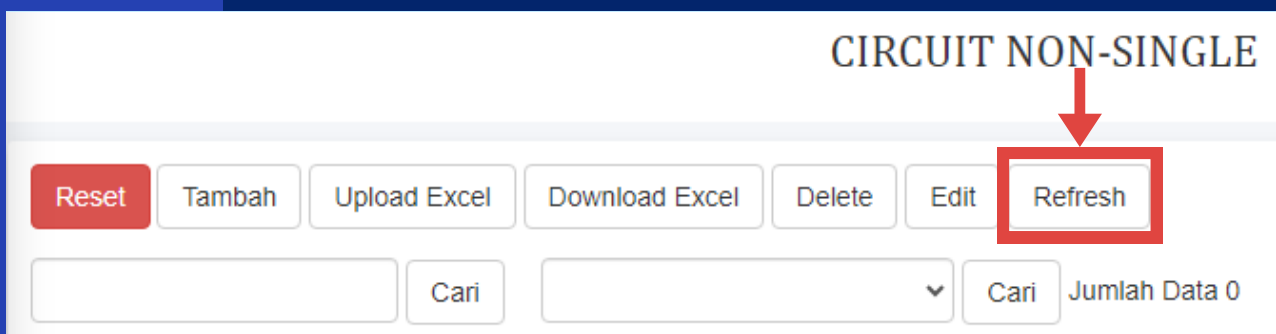 CIRCUIT NON-SINGLE
Reset Tambah Upload Excel Download Excel Delete Edit Refresh
Cari Cari Jumlah Data 0